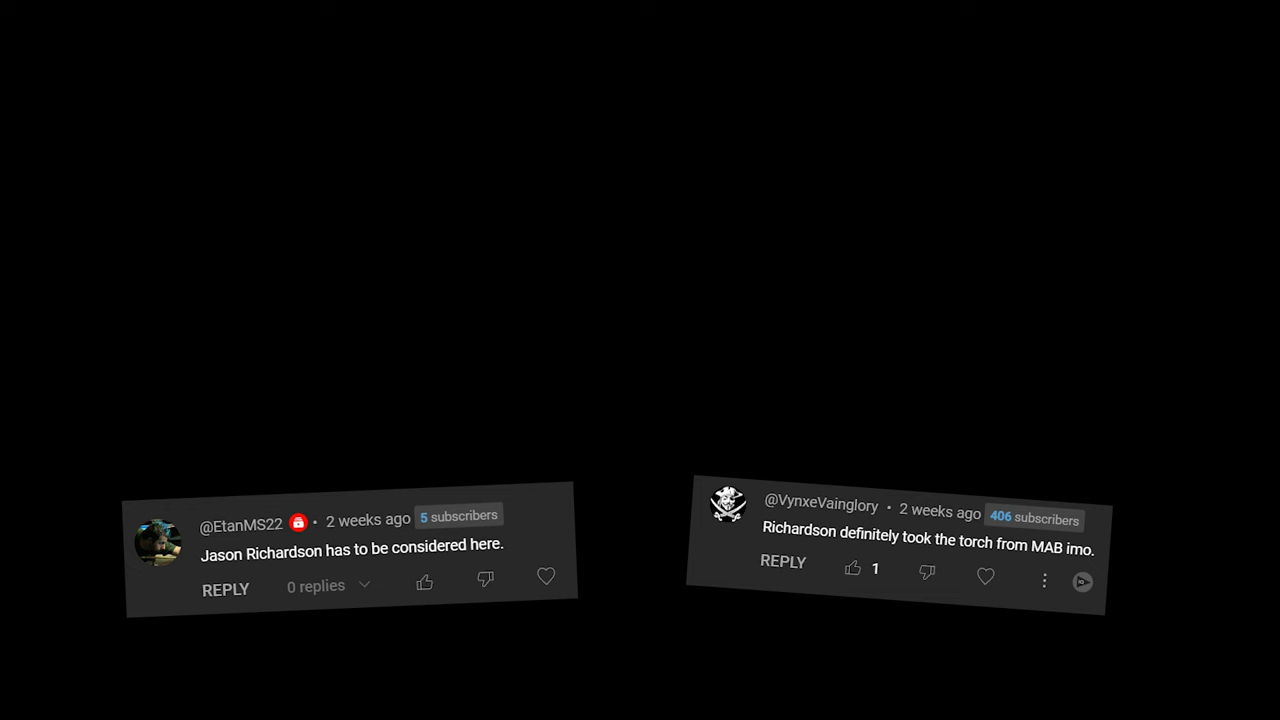 @EtanMS22 • 2 weeks ago 5 subscribers
Jason Richardson has to be considered here.
REPLY 0 replies
@VynxeVainglory • 2 weeks ago 406 subscribers
Richardson definitely took the torch from MAB imo.
REPLY 1